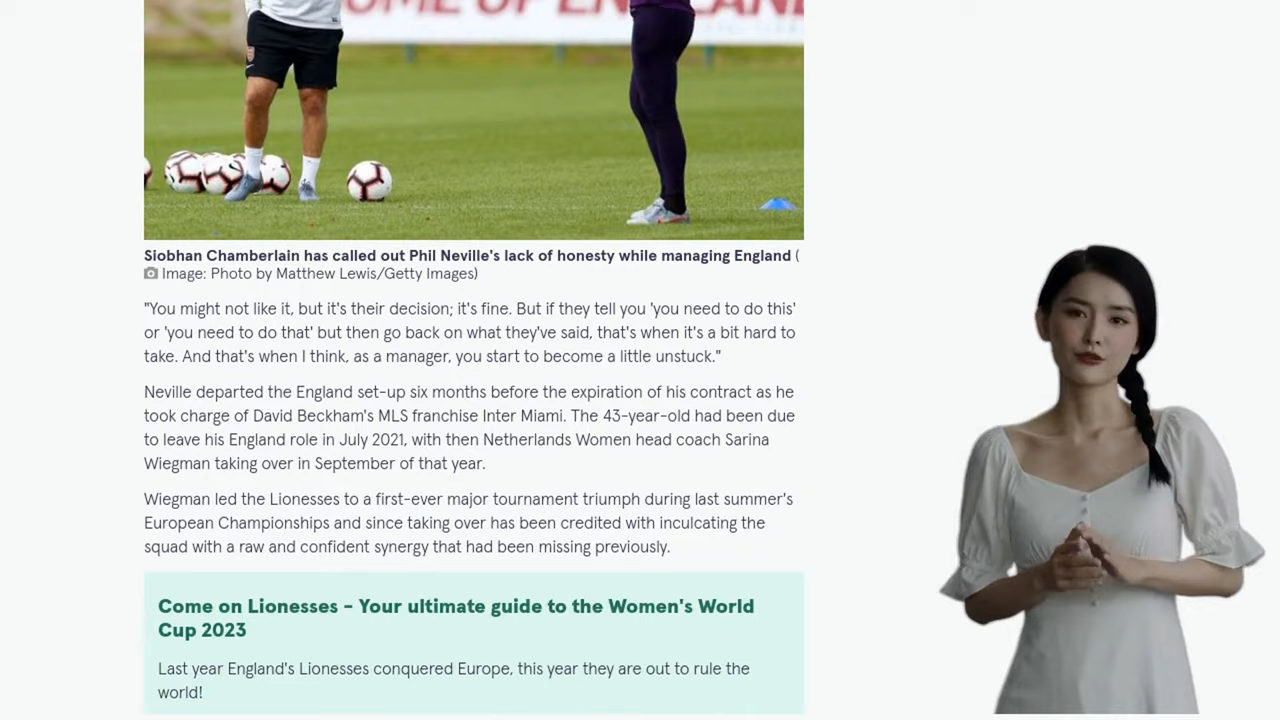 OME OF ENGLAND
Siobhan Chamberlain has called out Phil Neville's lack of honesty while managing England (
Image: Photo by Matthew Lewis/Getty Images)
"You might not like it, but it's their decision; it's fine. But if they tell you 'you need to do this'
or 'you need to do that' but then go back on what they've said, that's when it's a bit hard to
take. And that's when I think, as a manager, you start to become a little unstuck."
Neville departed the England set-up six months before the expiration of his contract as he
took charge of David Beckham's MLS franchise Inter Miami. The 43-year-old had been due
to leave his England role in July 2021, with then Netherlands Women head coach Sarina
Wiegman taking over in September of that year.
Wiegman led the Lionesses to a first-ever major tournament triumph during last summer's
European Championships and since taking over has been credited with inculcating the
squad with a raw and confident synergy that had been missing previously.
Come on Lionesses - Your ultimate guide to the Women's World
Cup 2023
Last year England's Lionesses conquered Europe, this year they are out to rule the
world!